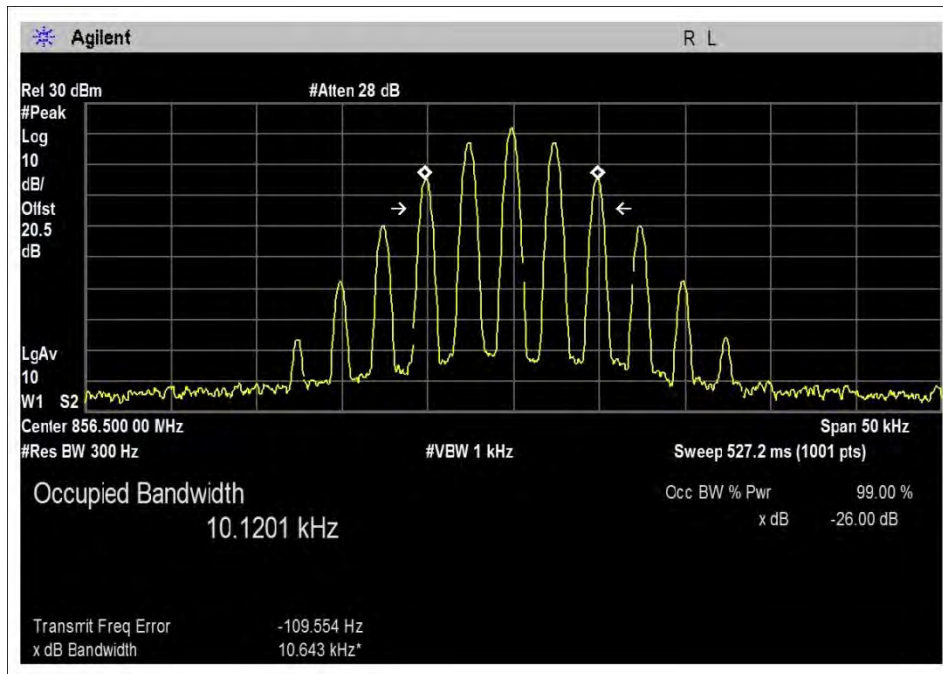 Agilent R L
Ref 30 dBm #Atten 28 dB
#Peak
Log
10
dB/
Offst
20.5
dB
LgAv
10
W1 S2
Center 856.500 00 MHz Span 50 kHz
#Res BW 300 Hz #VBW 1 kHz Sweep 527.2 ms (1001 pts)
Occupied Bandwidth
10.1201 kHz
Occ BW % Pwr 99.00 %
x dB -26.00 dB
Transmit Freq Error -109.554 Hz
x dB Bandwidth 10.643 kHz*